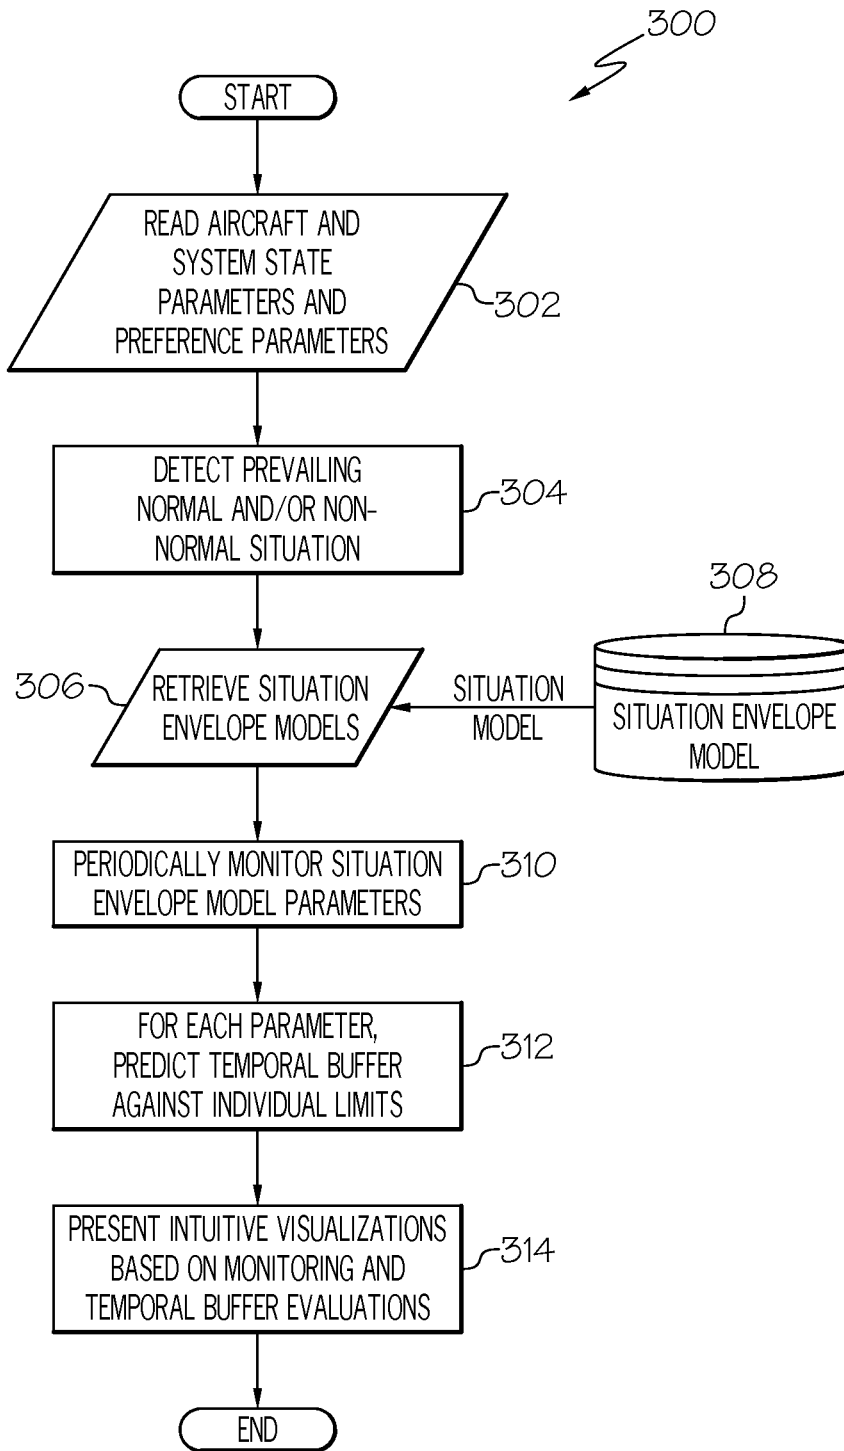 300
START
READ AIRCRAFT AND
SYSTEM STATE
PARAMETERS AND
PREFERENCE PARAMETERS
302
DETECT PREVAILING
NORMAL AND/OR NON-
NORMAL SITUATION
304
306
RETRIEVE SITUATION
ENVELOPE MODELS
SITUATION
MODEL
308
SITUATION ENVELOPE
MODEL
PERIODICALLY MONITOR SITUATION
ENVELOPE MODEL PARAMETERS
310
FOR EACH PARAMETER,
PREDICT TEMPORAL BUFFER
AGAINST INDIVIDUAL LIMITS
312
PRESENT INTUITIVE VISUALIZATIONS
BASED ON MONITORING AND
TEMPORAL BUFFER EVALUATIONS
314
END